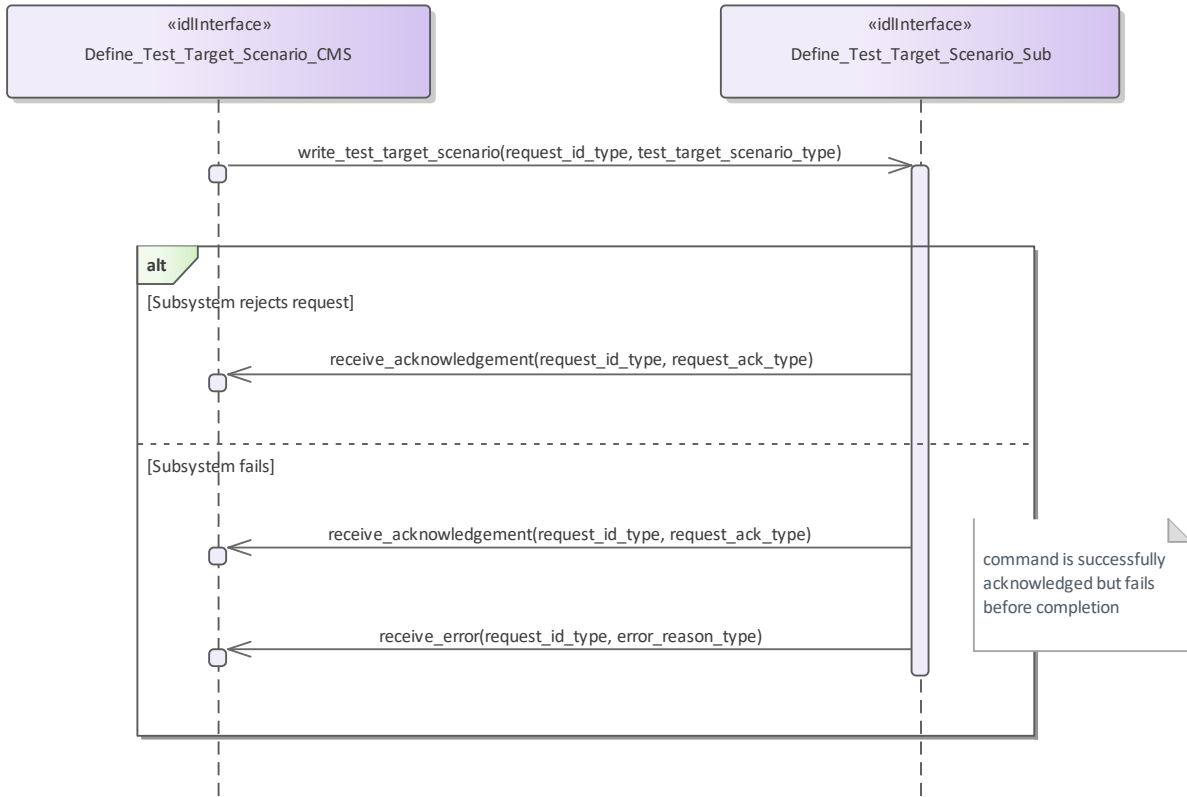 «idlInterface»
Define_Test_Target_Scenario_CMS
«idlInterface»
Define_Test_Target_Scenario_Sub
write_test_target_scenario(request_id_type, test_target_scenario_type)
alt
[Subsystem rejects request]
receive_acknowledgement(request_id_type, request_ack_type)
[Subsystem fails]
receive_acknowledgement(request_id_type, request_ack_type)
command is successfully
acknowledged but fails
before completion
receive_error(request_id_type, error_reason_type)